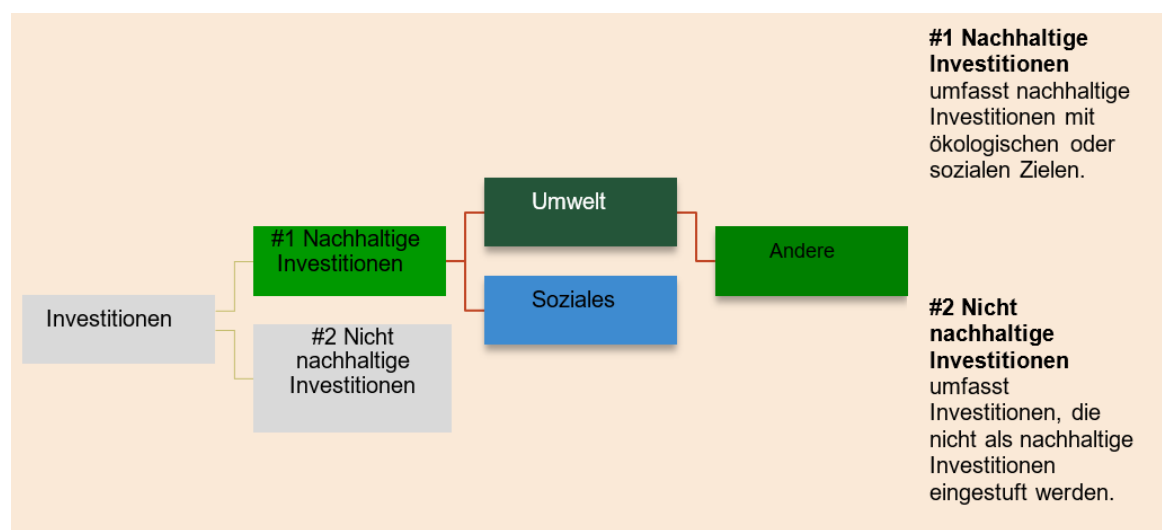 Investitionen
#1 Nachhaltige
Investitionen
#2 Nicht
nachhaltige
Investitionen
Umwelt
Soziales
Andere
#1 Nachhaltige
Investitionen
umfasst nachhaltige
Investitionen mit
ökologischen oder
sozialen Zielen.
#2 Nicht
nachhaltige
Investitionen
umfasst
Investitionen, die
nicht als nachhaltige
Investitionen
eingestuft werden.